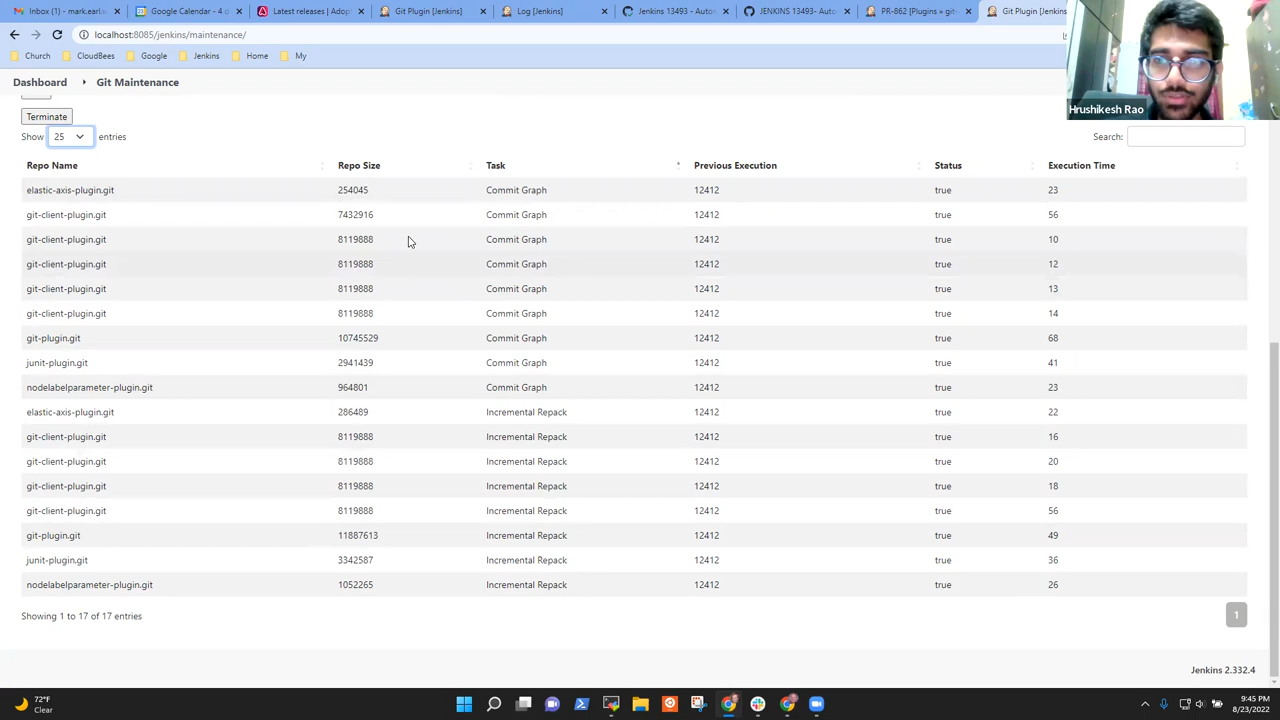 Inbox (1) - mark.earl
Google Calendar - 4 d
Latest releases | Adop
Git Plugin [Jenkins]
Log [Jenkins]
Jenkins 13493- Auto
JENKINS 13493- Auto
PR-862 [Plugins » git-
Git Plugin [Jenkins
localhost:8085/jenkins/maintenance/
Church CloudBees Google Jenkins Home My
Hrushikesh Rao
Dashboard Git Maintenance
Terminate
Show 25 entries Search:
Repo Name Repo Size Task Previous Execution Status Execution Time
elastic-axis-plugin.git 254045 Commit Graph 12412 true 23
git-client-plugin.git 7432916 Commit Graph 12412 true 56
git-client-plugin.git 8119888 Commit Graph 12412 true 10
git-client-plugin.git 8119888 Commit Graph 12412 true 12
git-client-plugin.git 8119888 Commit Graph 12412 true 13
git-client-plugin.git 8119888 Commit Graph 12412 true 14
git-plugin.git 10745529 Commit Graph 12412 true 68
junit-plugin.git 2941439 Commit Graph 12412 true 41
nodelabelparameter-plugin.git 964801 Commit Graph 12412 true 23
elastic-axis-plugin.git 286489 Incremental Repack 12412 true 22
git-client-plugin.git 8119888 Incremental Repack 12412 true 16
git-client-plugin.git 8119888 Incremental Repack 12412 true 20
git-client-plugin.git 8119888 Incremental Repack 12412 true 18
git-client-plugin.git 8119888 Incremental Repack 12412 true 56
git-plugin.git 11887613 Incremental Repack 12412 true 49
junit-plugin.git 3342587 Incremental Repack 12412 true 36
nodelabelparameter-plugin.git 1052265 Incremental Repack 12412 true 26
Showing 1 to 17 of 17 entries 1
Jenkins 2.332.4
72°F
Clear
9:45 PM
8/23/2022